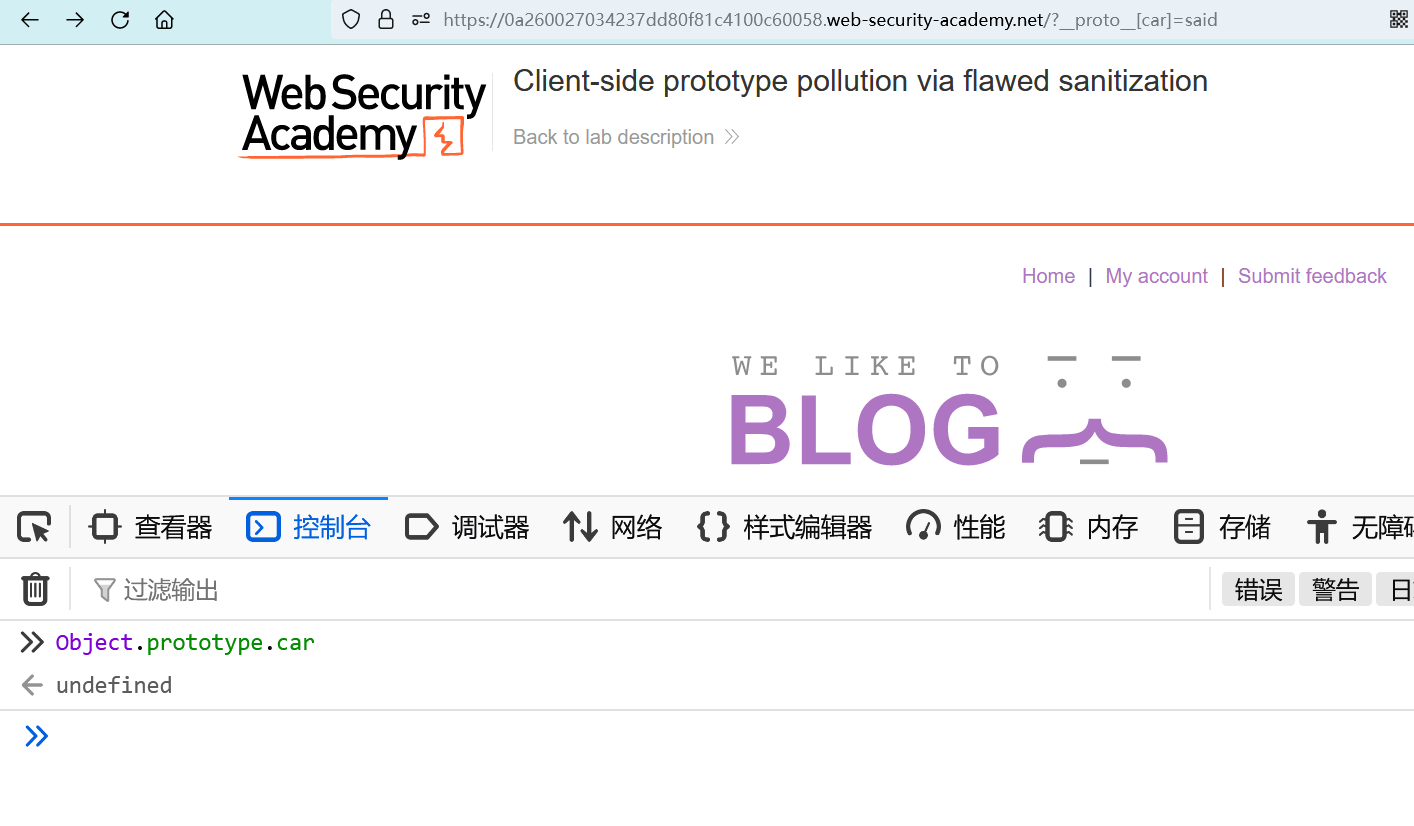 https://0a260027034237dd80f81c4100c60058.web-security-academy.net/?__proto__[car]=said
Web Security
Academy
Client-side prototype pollution via flawed sanitization
Back to lab description
Home | My account | Submit feedback
WE LIKE TO
BLOG
查看器 控制台 调试器 网络 样式编辑器 性能 内存 存储 无障
过滤输出 错误 警告 日
Object.prototype.car
undefined